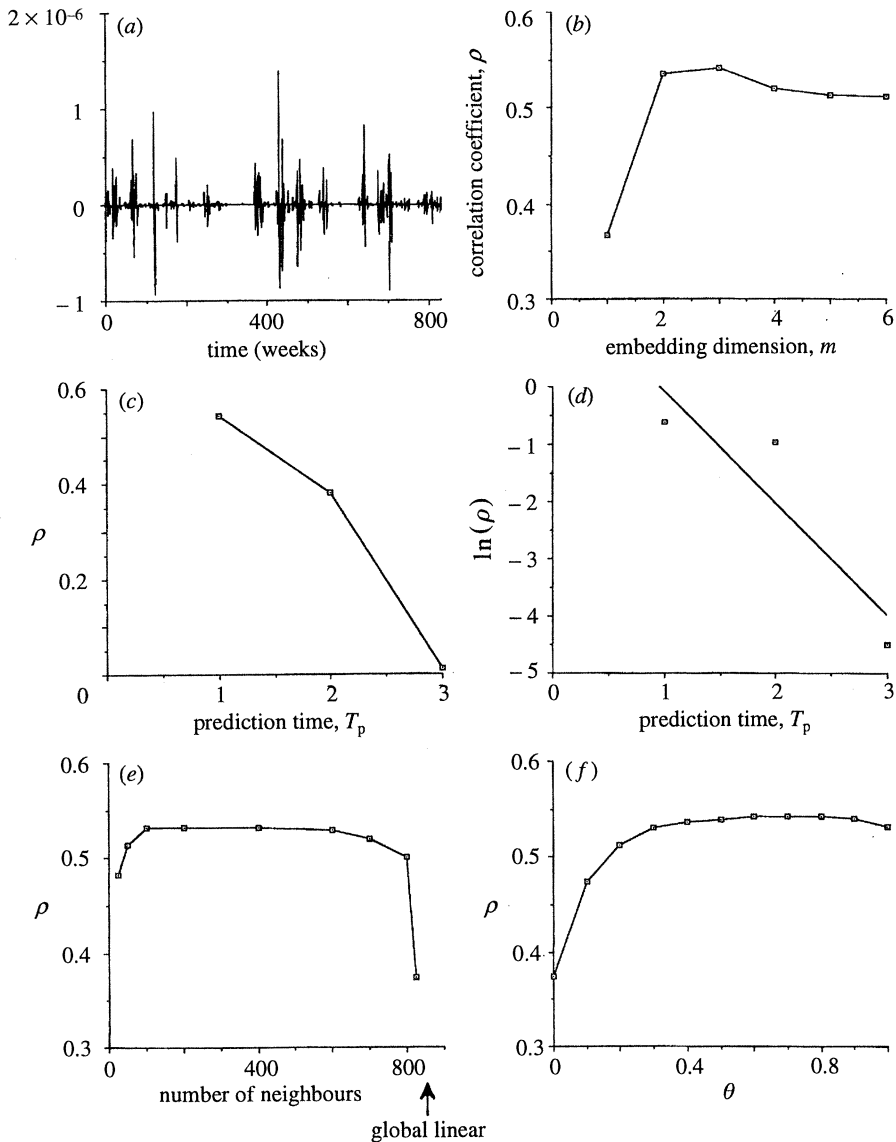 2 × 10⁻⁶
(a)
1
0
−1
0
400
800
time (weeks)
(b)
correlation coefficient, ρ
0.6
0.5
0.4
0.3
0
2
4
6
embedding dimension, m
(c)
ρ
0.6
0.4
0.2
0
1
2
3
prediction time, Tₚ
(d)
ln(ρ)
0
−1
−2
−3
−4
−5
0
1
2
3
prediction time, Tₚ
(e)
ρ
0.6
0.5
0.4
0.3
0
400
800
number of neighbours
global linear
(f)
ρ
0.6
0.5
0.4
0.3
0
0.4
0.8
θ